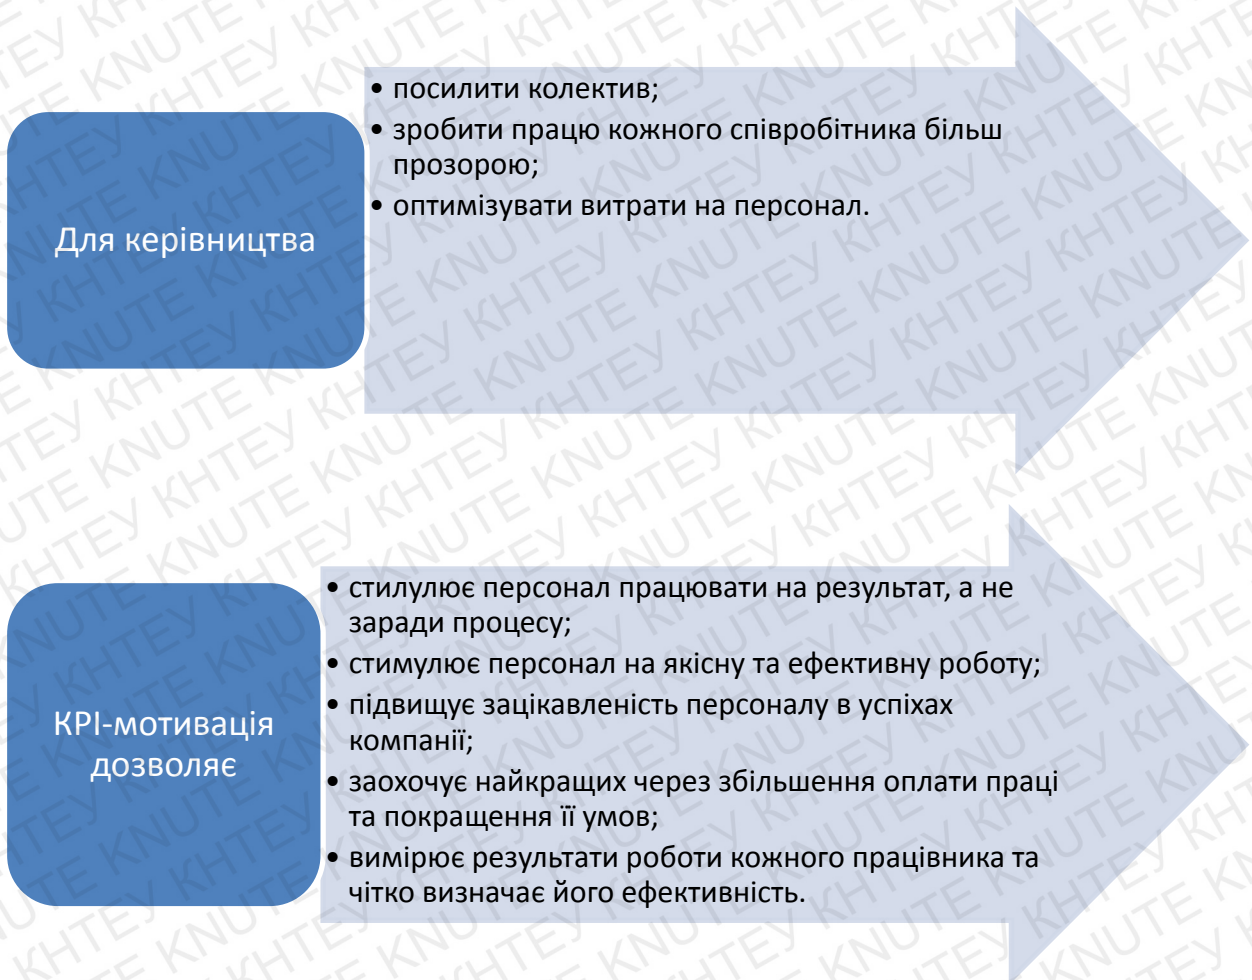 • посилити колектив;
• зробити працю кожного співробітника більш
прозорою;
• оптимізувати витрати на персонал.
Для керівництва
• стилулює персонал працювати на результат, а не
заради процесу;
• стимулює персонал на якісну та ефективну роботу;
• підвищує зацікавленість персоналу в успіхах
компанії;
• заохочує найкращих через збільшення оплати праці
та покращення її умов;
• вимірює результати роботи кожного працівника та
чітко визначає його ефективність.
КРІ-мотивація
дозволяє